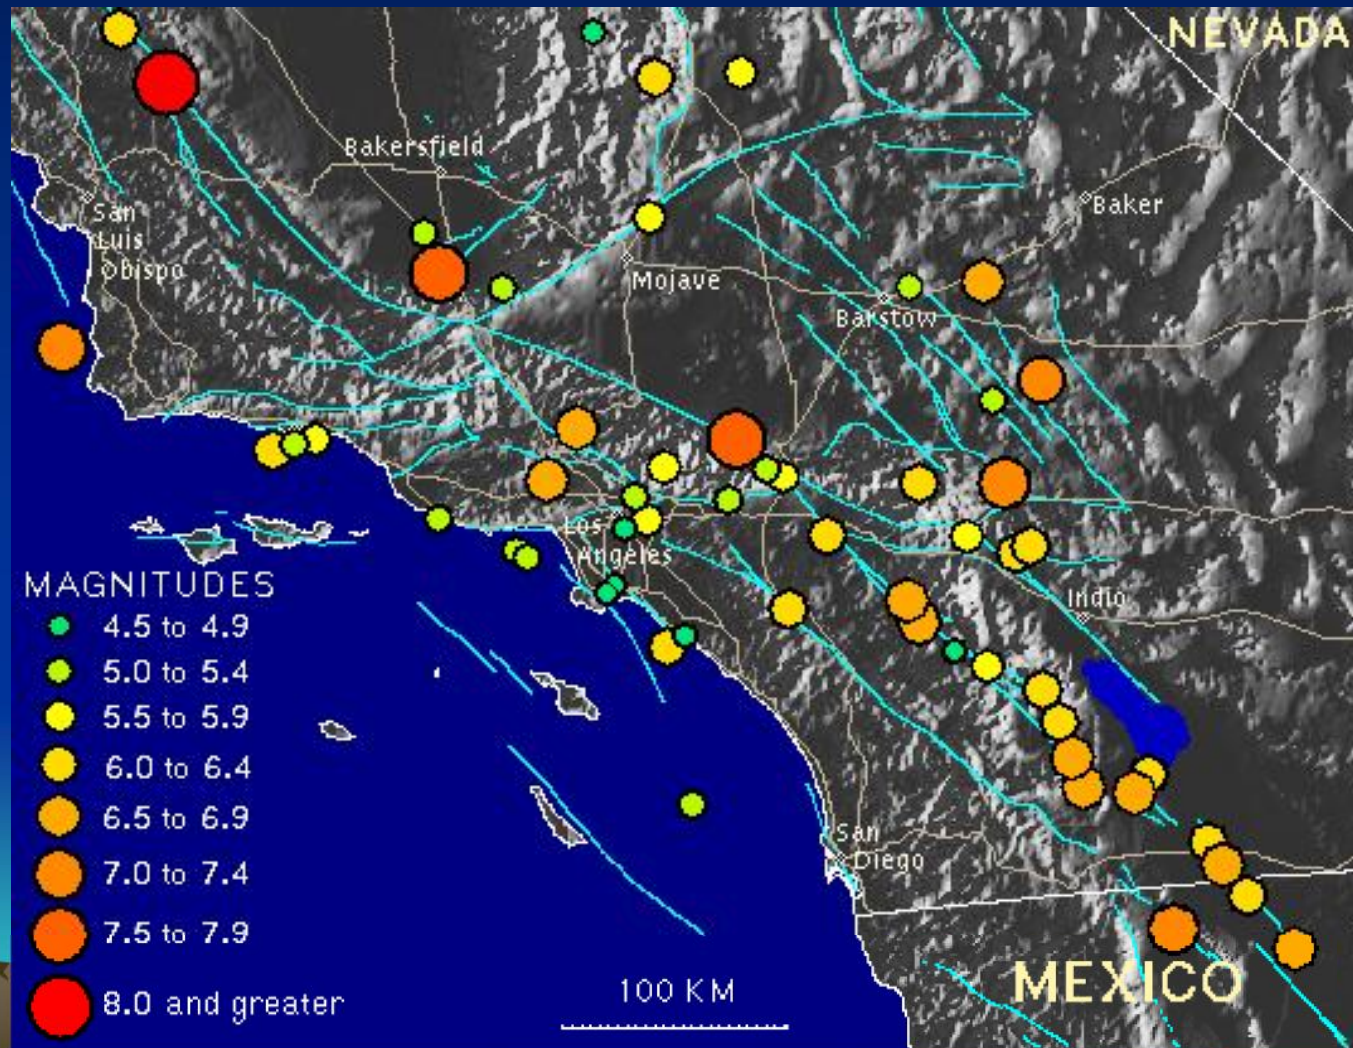 NEVADA
Bakersfield
San
Luis
Obispo
Baker
Mojave
Barstow
Los
Angeles
MAGNITUDES
4.5 to 4.9
5.0 to 5.4
5.5 to 5.9
6.0 to 6.4
6.5 to 6.9
7.0 to 7.4
7.5 to 7.9
8.0 and greater
Indio
San
Diego
100 KM
MEXICO